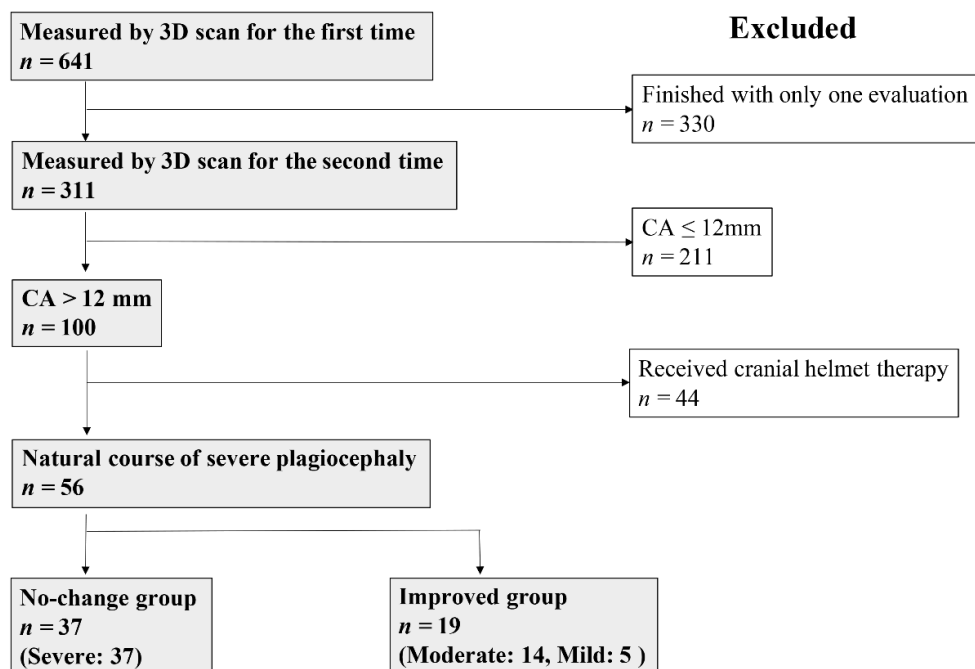 Measured by 3D scan for the first time
n = 641
Excluded
Finished with only one evaluation
n = 330
Measured by 3D scan for the second time
n = 311
CA ≤ 12mm
n = 211
CA > 12 mm
n = 100
Received cranial helmet therapy
n = 44
Natural course of severe plagiocephaly
n = 56
No-change group
n = 37
(Severe: 37)
Improved group
n = 19
(Moderate: 14, Mild: 5 )